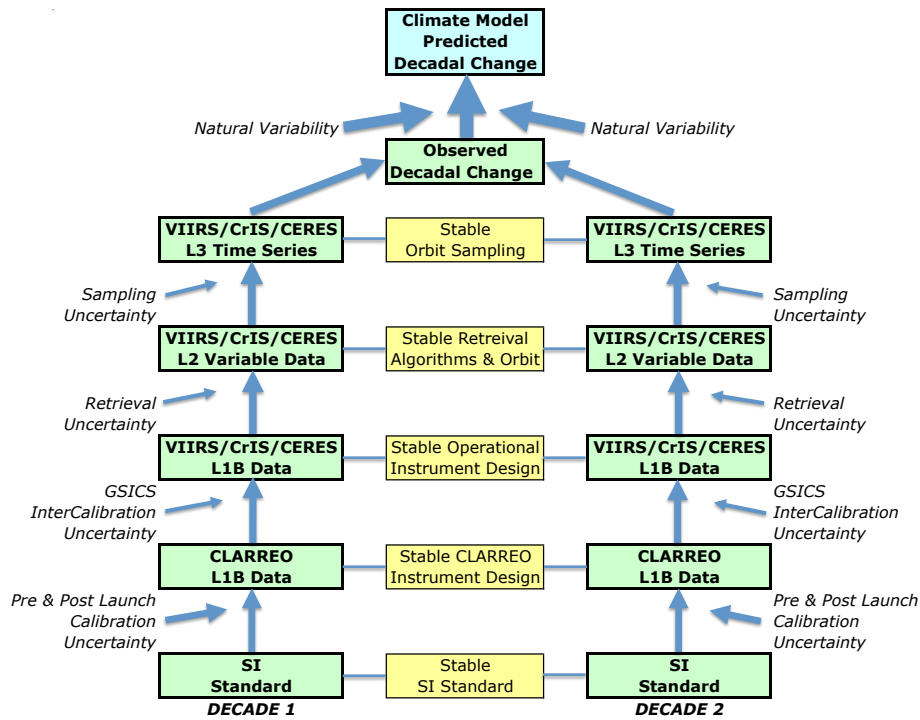 Climate Model
Predicted
Decadal Change
Natural Variability
Natural Variability
Observed
Decadal Change
VIIRS/CrIS/CERES
L3 Time Series
Stable
Orbit Sampling
VIIRS/CrIS/CERES
L3 Time Series
Sampling
Uncertainty
Sampling
Uncertainty
VIIRS/CrIS/CERES
L2 Variable Data
Stable Retreival
Algorithms & Orbit
VIIRS/CrIS/CERES
L2 Variable Data
Retrieval
Uncertainty
Retrieval
Uncertainty
VIIRS/CrIS/CERES
L1B Data
Stable Operational
Instrument Design
VIIRS/CrIS/CERES
L1B Data
GSICS
InterCalibration
Uncertainty
GSICS
InterCalibration
Uncertainty
CLARREO
L1B Data
Stable CLARREO
Instrument Design
CLARREO
L1B Data
Pre & Post Launch
Calibration
Uncertainty
Pre & Post Launch
Calibration
Uncertainty
SI
Standard
Stable
SI Standard
SI
Standard
DECADE 1
DECADE 2